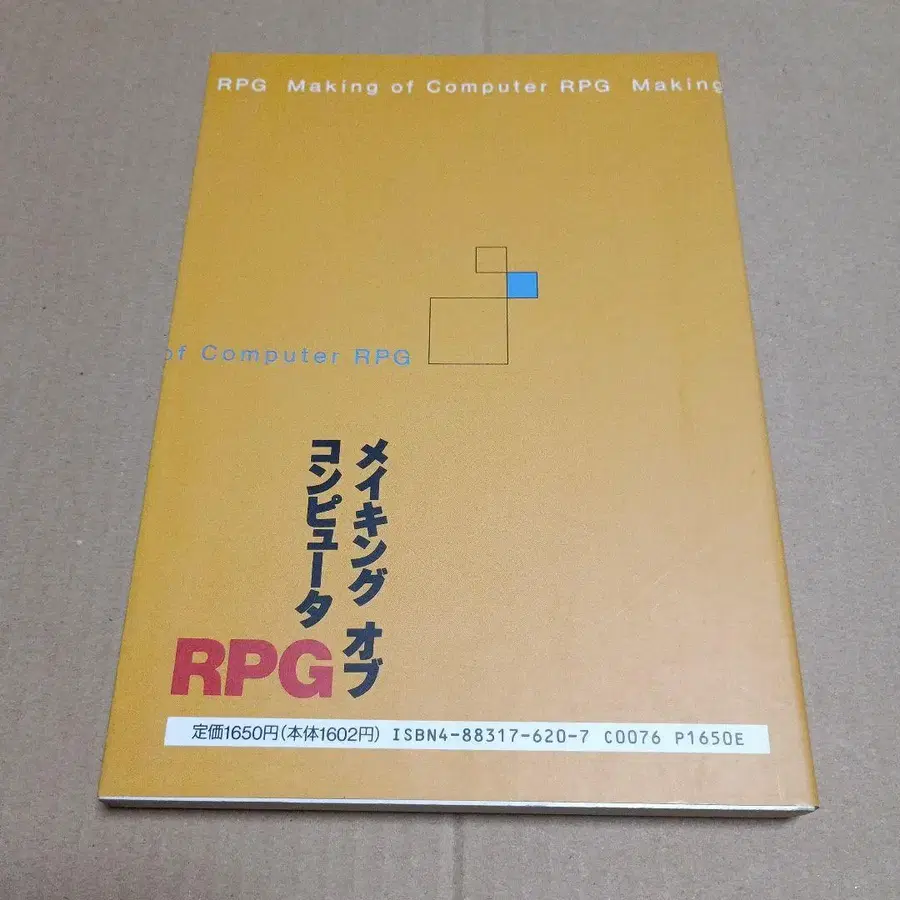 RPG Making of Computer RPG Making
of Computer RPG
メイキング オブ
コンピュータ
RPG
定価1650円(本体1602円) ISBN4-88317-620-7 C0076 P1650E